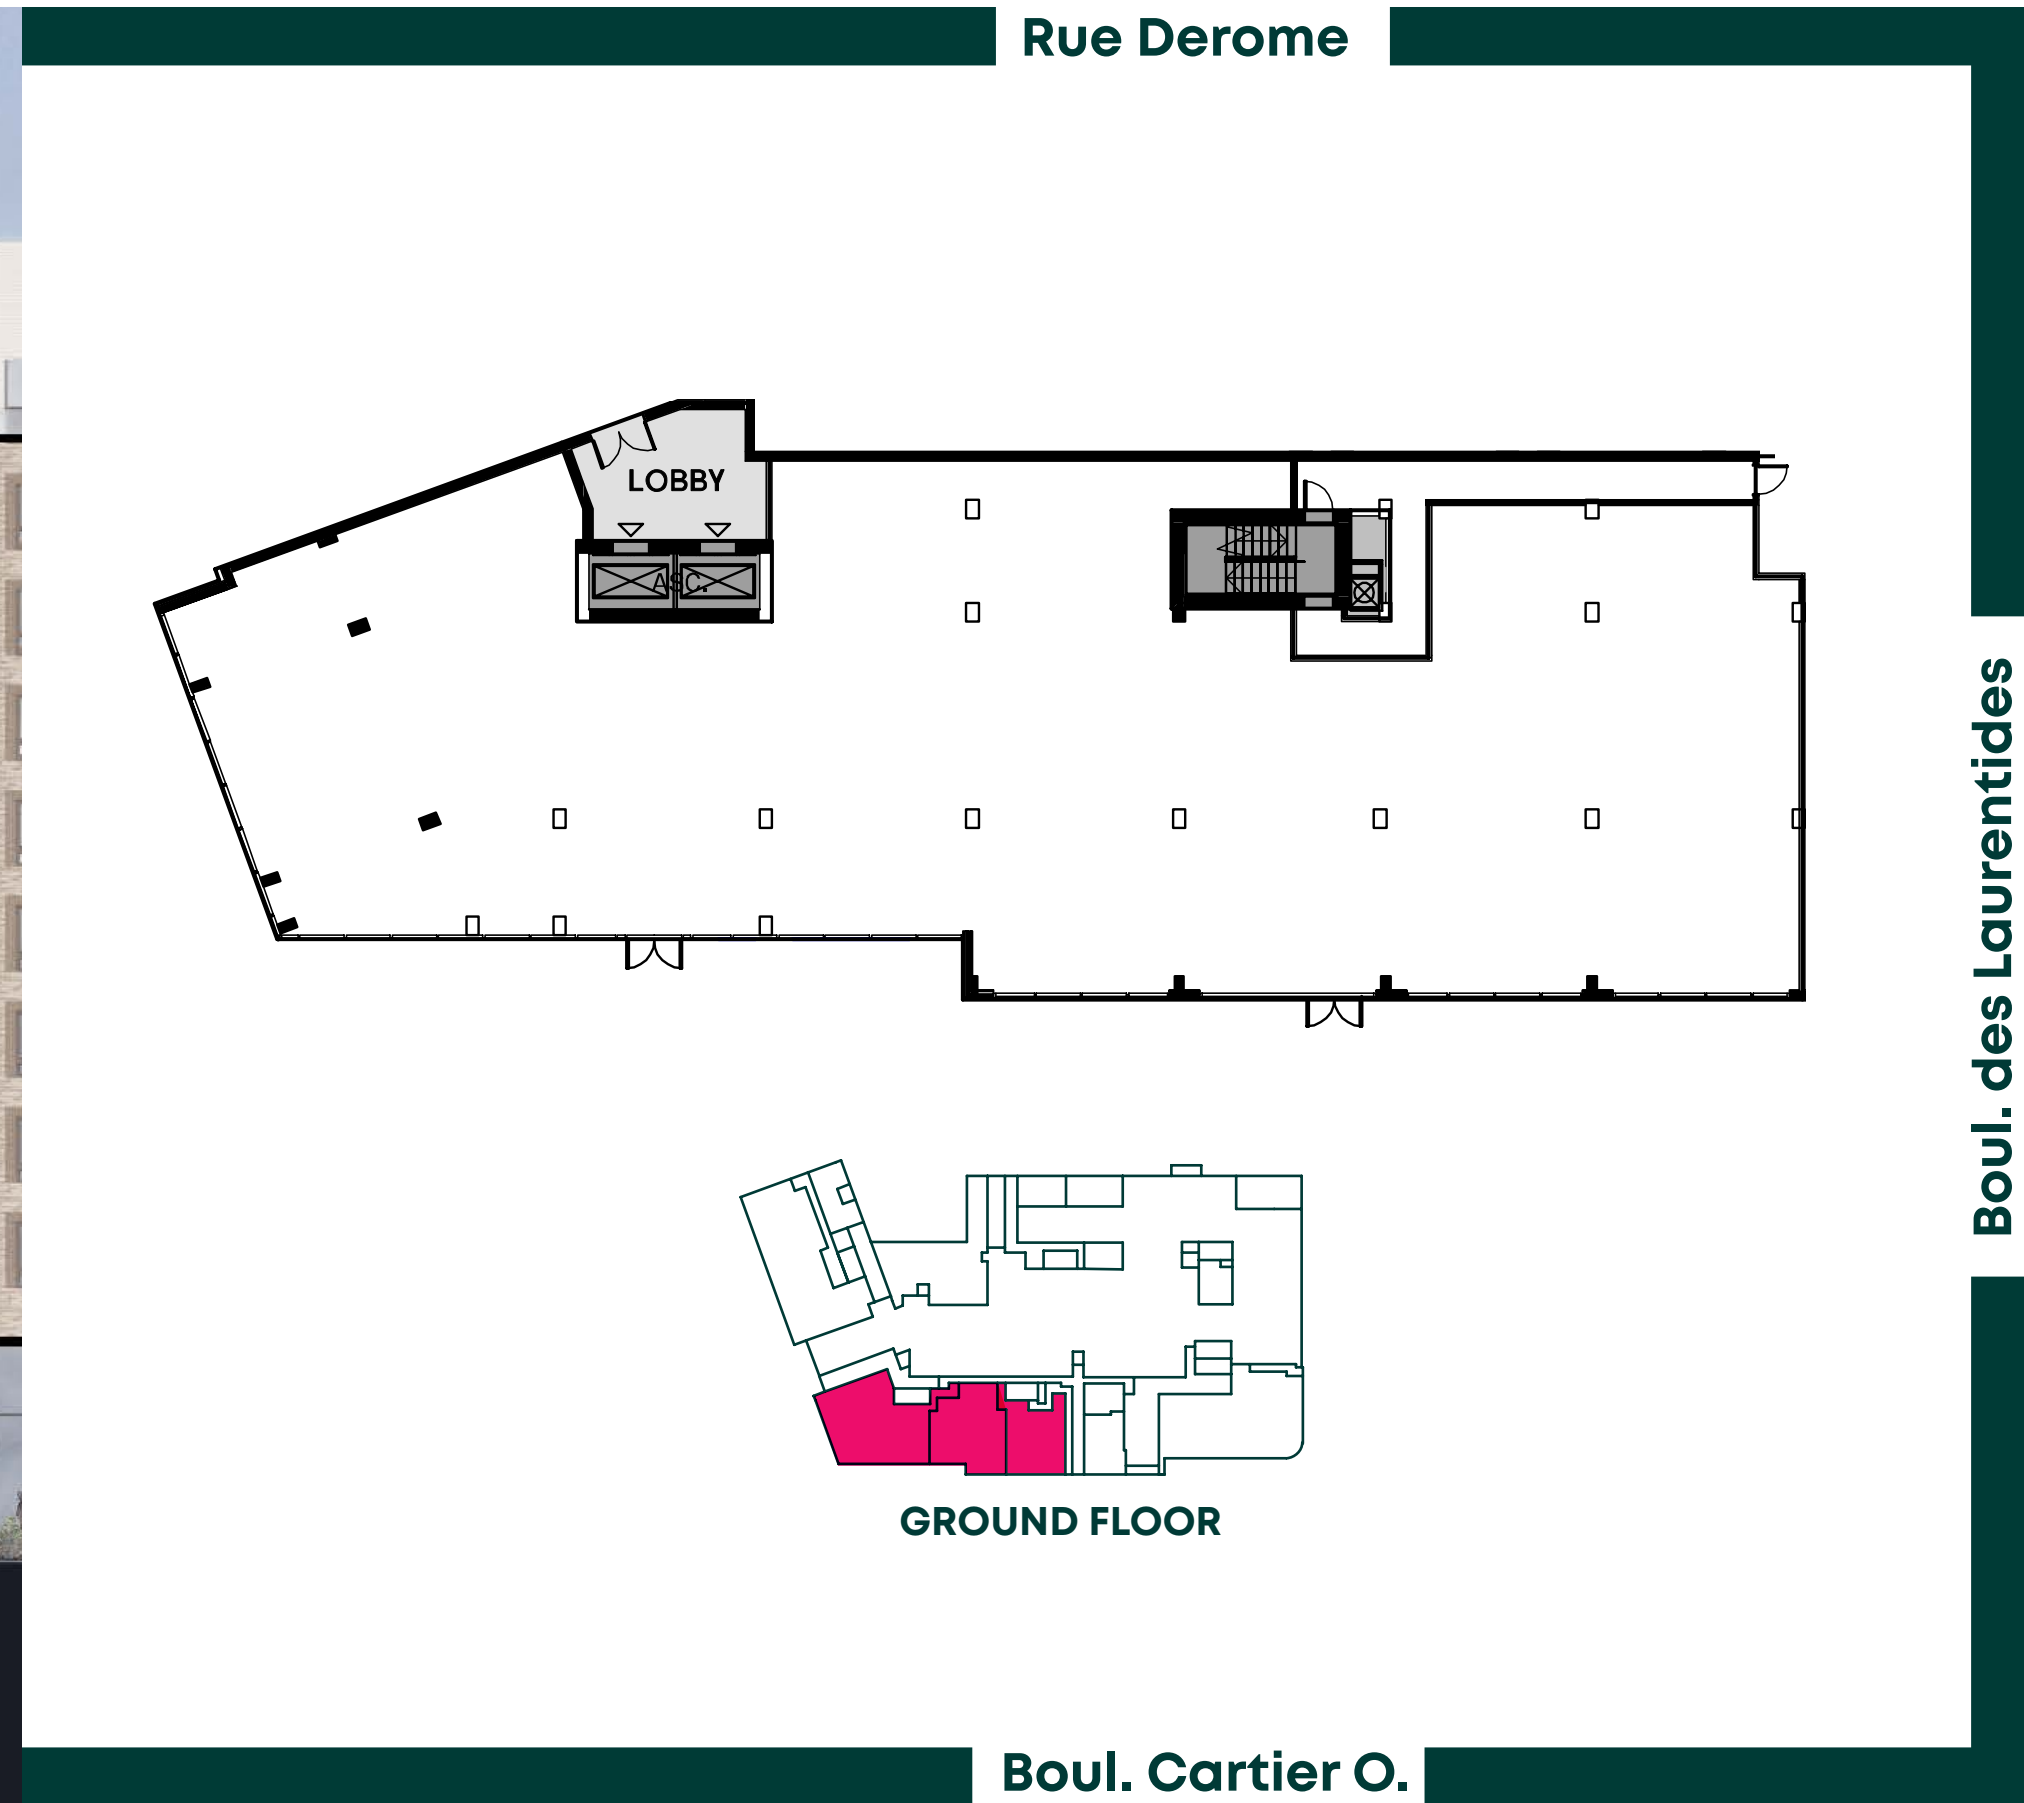 Rue Derome
LOBBY
ASC.
Boul. des Laurentides
GROUND FLOOR
Boul. Cartier O.